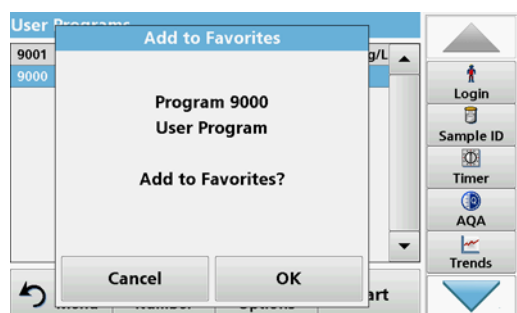 User Programs
Add to Favorites
9001
g/L
9000
Program 9000
User Program
Add to Favorites?
Cancel
OK
Login
Sample ID
Timer
AQA
Trends